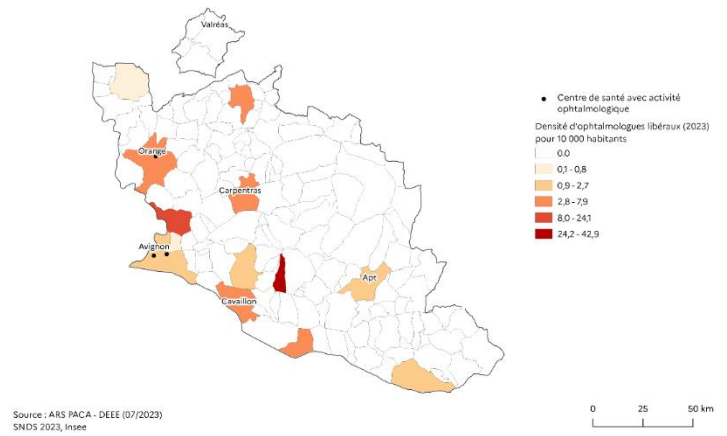 Valréas
Orange
Carpentras
Avignon
Apt
Cavaillon
Centre de santé avec activité
ophtalmologique
Densité d'ophtalmologues libéraux (2023)
pour 10 000 habitants
0.0
0,1 - 0,8
0,9 - 2,7
2,8 - 7,9
8,0 - 24,1
24,2 - 42,9
Source : ARS PACA - DEEE (07/2023)
SNDS 2023, Insee
0 25 50 km